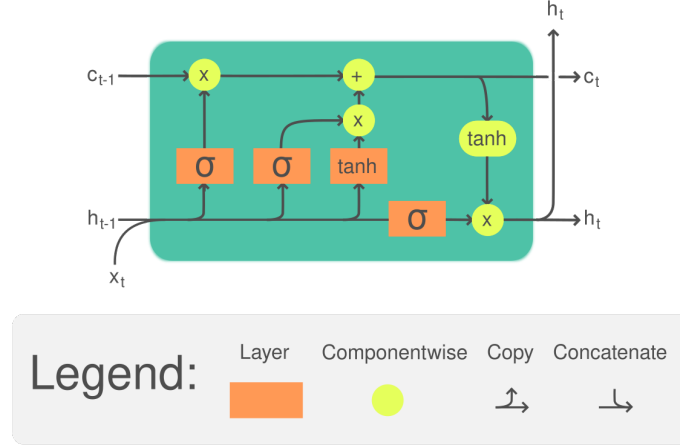 h_t
c_{t-1} x + c_t
x
tanh
σ σ tanh
h_{t-1} σ x h_t
x_t
Legend:
Layer Componentwise Copy Concatenate